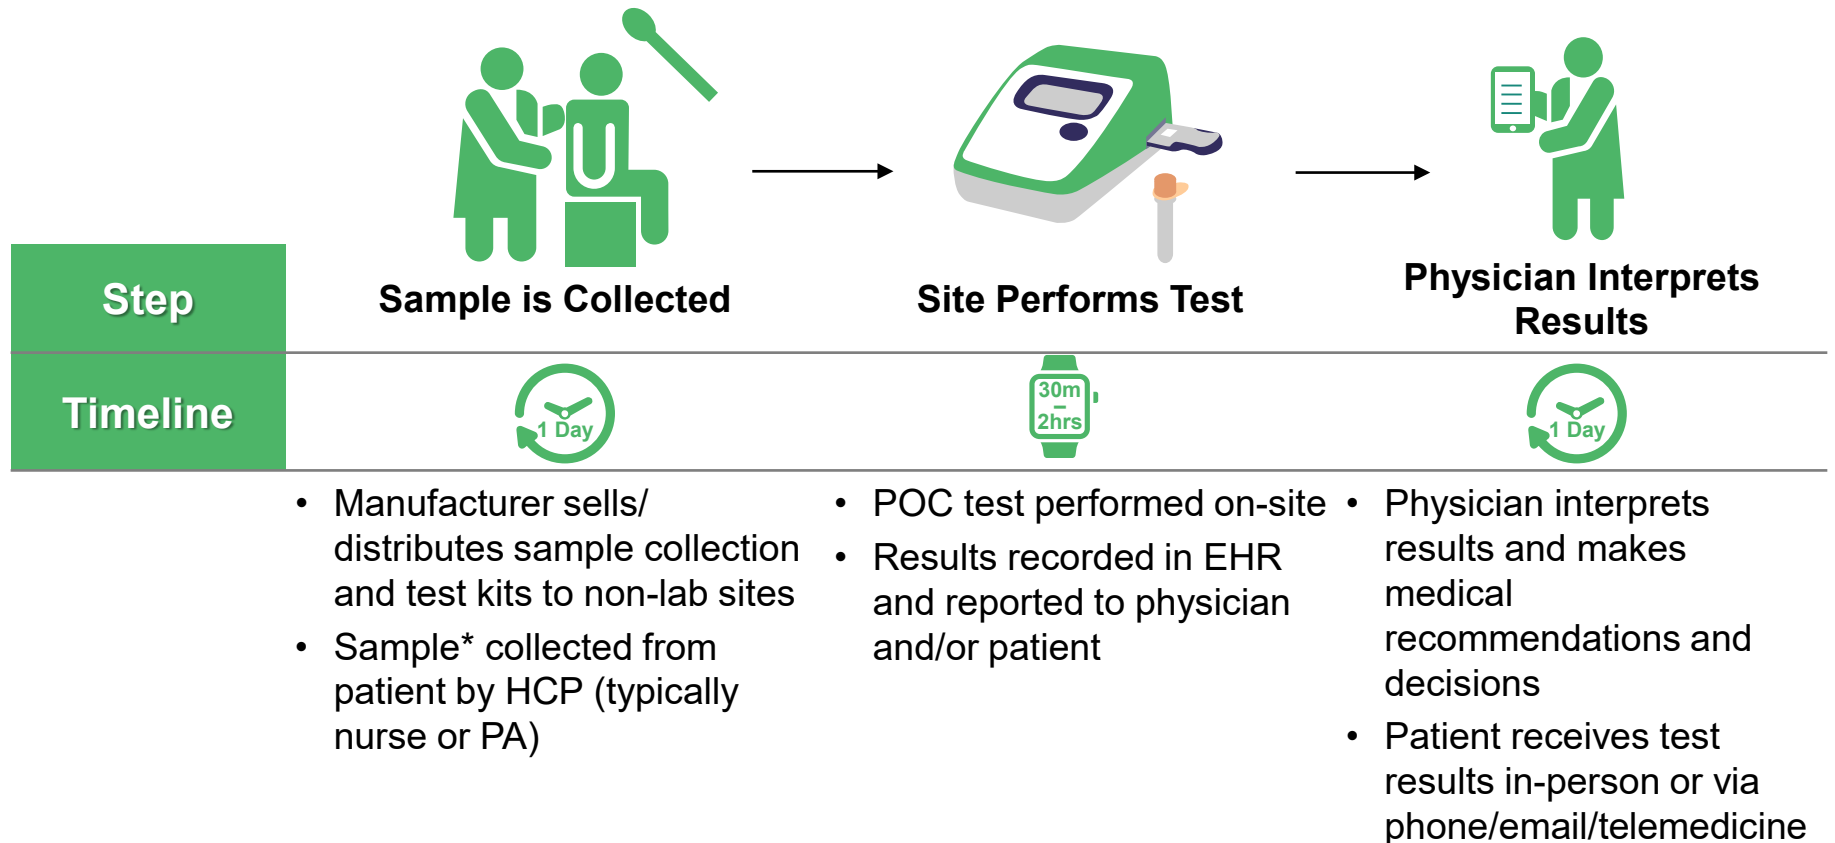 Step
Sample is Collected
Site Performs Test
Physician Interprets
Results
Timeline
1 Day
30m
–
2hrs
1 Day
• Manufacturer sells/
distributes sample collection
and test kits to non-lab sites
• Sample* collected from
patient by HCP (typically
nurse or PA)
• POC test performed on-site
• Results recorded in EHR
and reported to physician
and/or patient
• Physician interprets
results and makes
medical
recommendations and
decisions
• Patient receives test
results in-person or via
phone/email/telemedicine